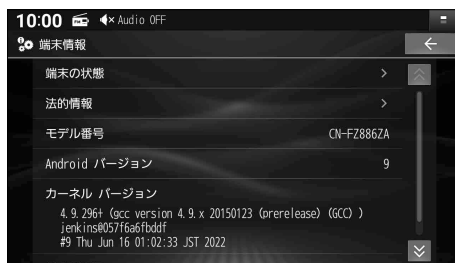 10:00 Audio OFF
端末情報
端末の状態
法的情報
モデル番号 CN-FZ886ZA
Android バージョン 9
カーネル バージョン
4.9.296+ (gcc version 4.9.x 20150123 (prerelease) (GCC) )
jenkins@057f6a6fbddf
#9 Thu Jun 16 01:02:33 JST 2022